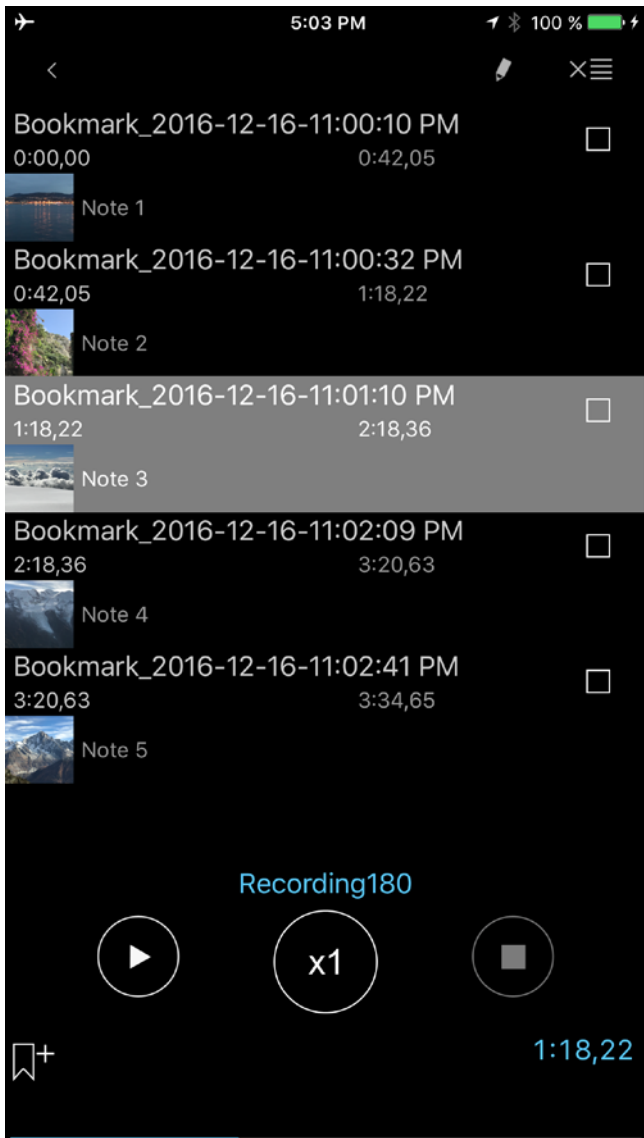 5:03 PM
100 %
Bookmark_2016-12-16-11:00:10 PM
0:00,00 0:42,05
Note 1
Bookmark_2016-12-16-11:00:32 PM
0:42,05 1:18,22
Note 2
Bookmark_2016-12-16-11:01:10 PM
1:18,22 2:18,36
Note 3
Bookmark_2016-12-16-11:02:09 PM
2:18,36 3:20,63
Note 4
Bookmark_2016-12-16-11:02:41 PM
3:20,63 3:34,65
Note 5
Recording180
x1
1:18,22